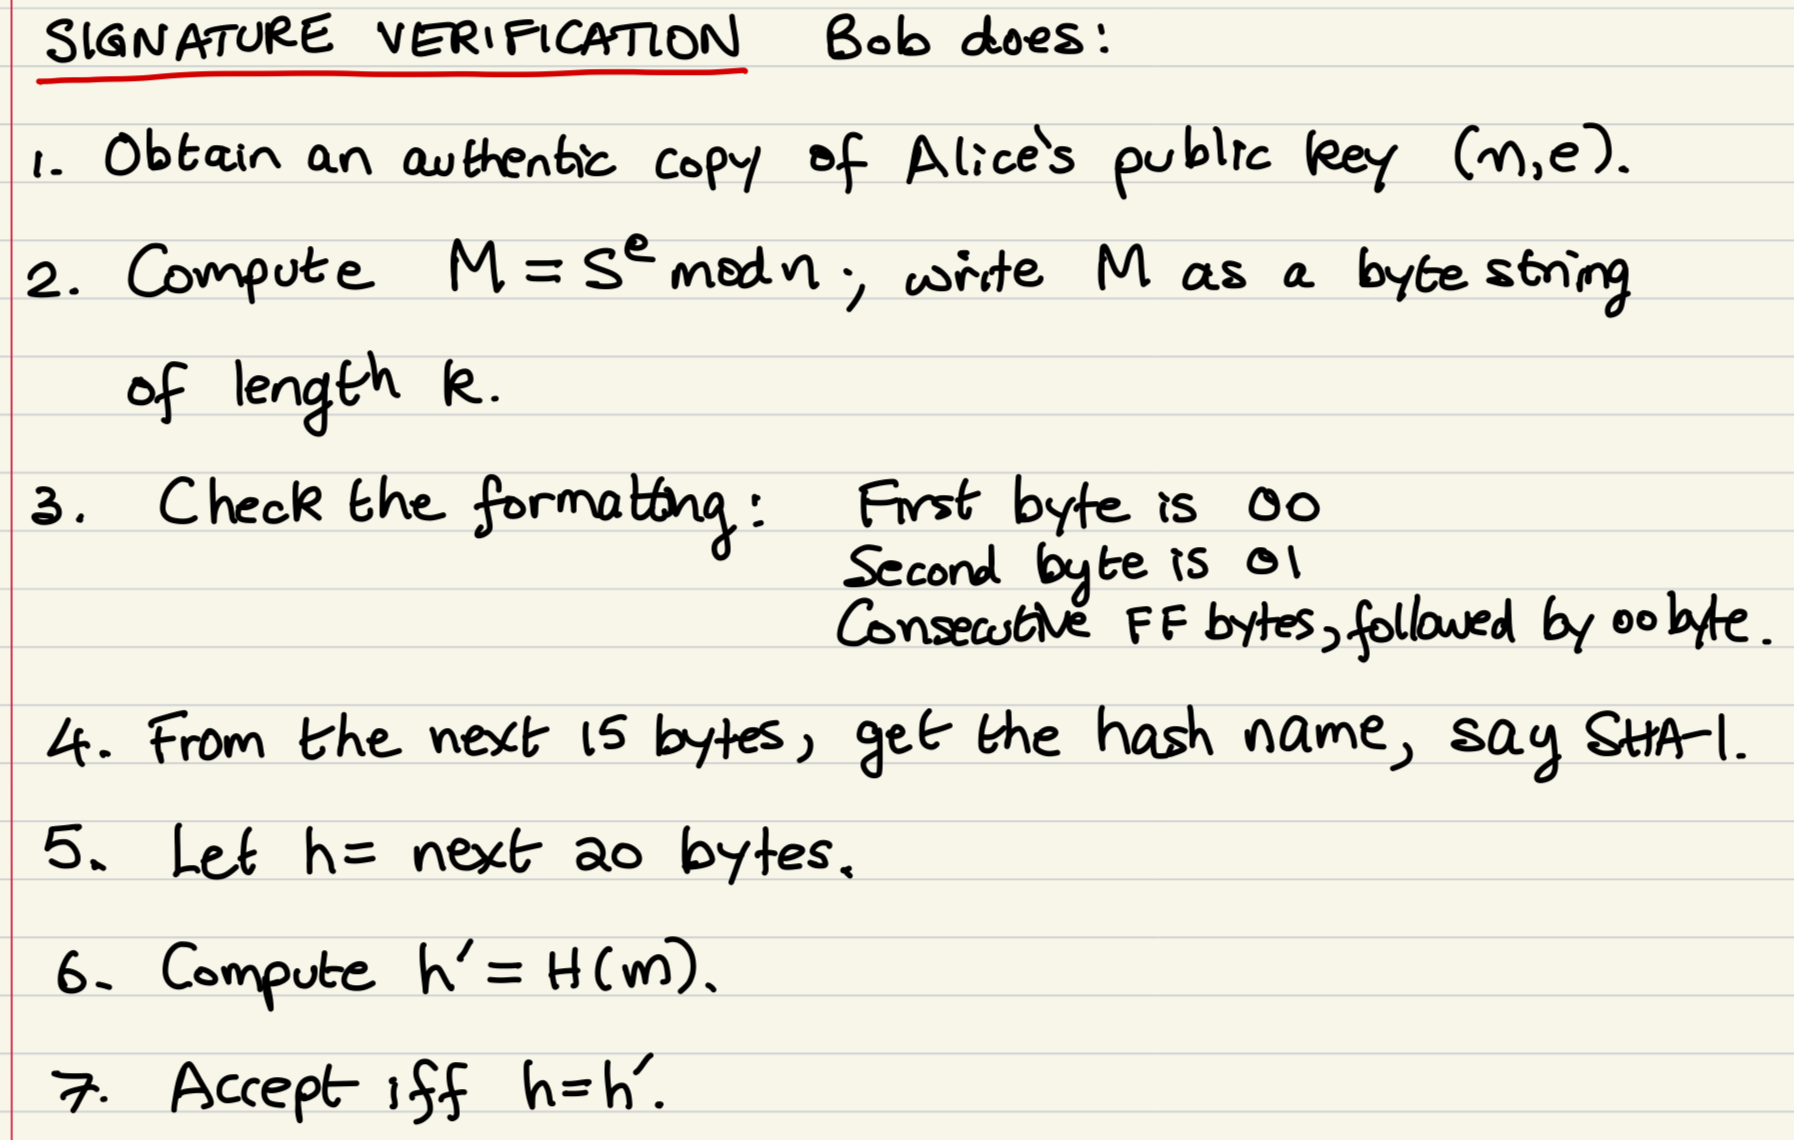 SIGNATURE VERIFICATION Bob does:
1. Obtain an authentic copy of Alice's public key (n,e).
2. Compute M = s^e mod n; write M as a byte string
of length k.
3. Check the formatting: First byte is 00
Second byte is 01
Consecutive FF bytes, followed by 00 byte.
4. From the next 15 bytes, get the hash name, say SHA-1.
5. Let h= next 20 bytes.
6. Compute h' = H(m).
7. Accept iff h=h'.